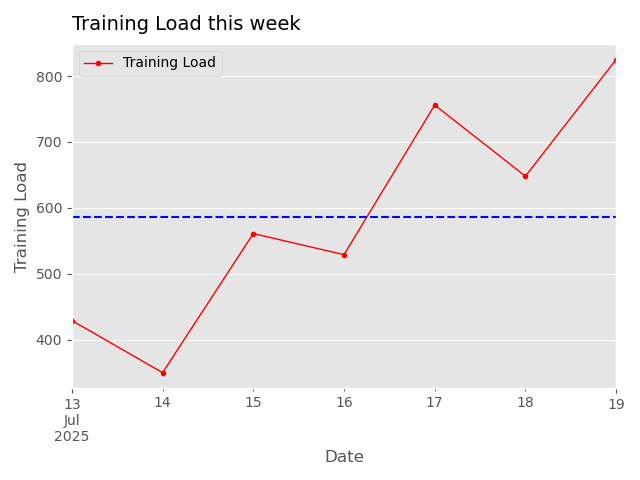 Training Load this week
Training Load
800
700
600
500
400
Training Load
13 14 15 16 17 18 19
Jul
2025
Date